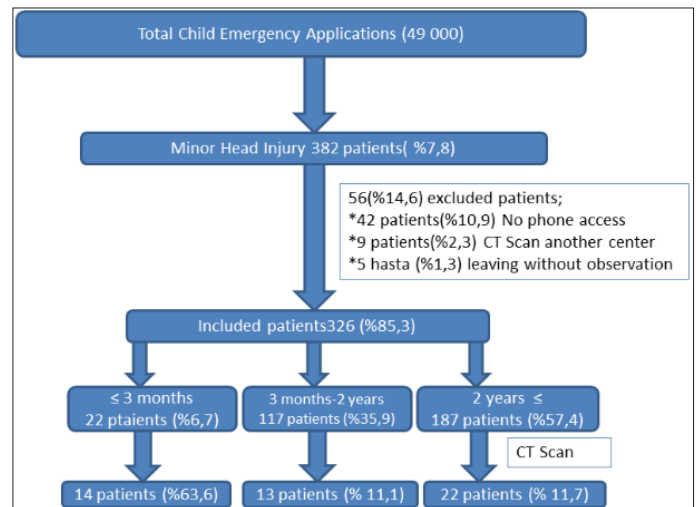 Total Child Emergency Applications (49 000)
Minor Head Injury 382 patients( %7,8)
56(%14,6) excluded patients;
*42 patients(%10,9) No phone access
*9 patients(%2,3) CT Scan another center
*5 hasta (%1,3) leaving without observation
Included patients326 (%85,3)
≤ 3 months
22 ptaients (%6,7)
3 months-2 years
117 patients (%35,9)
2 years ≤
187 patients (%57,4)
CT Scan
14 patients (%63,6)
13 patients (% 11,1)
22 patients (% 11,7)